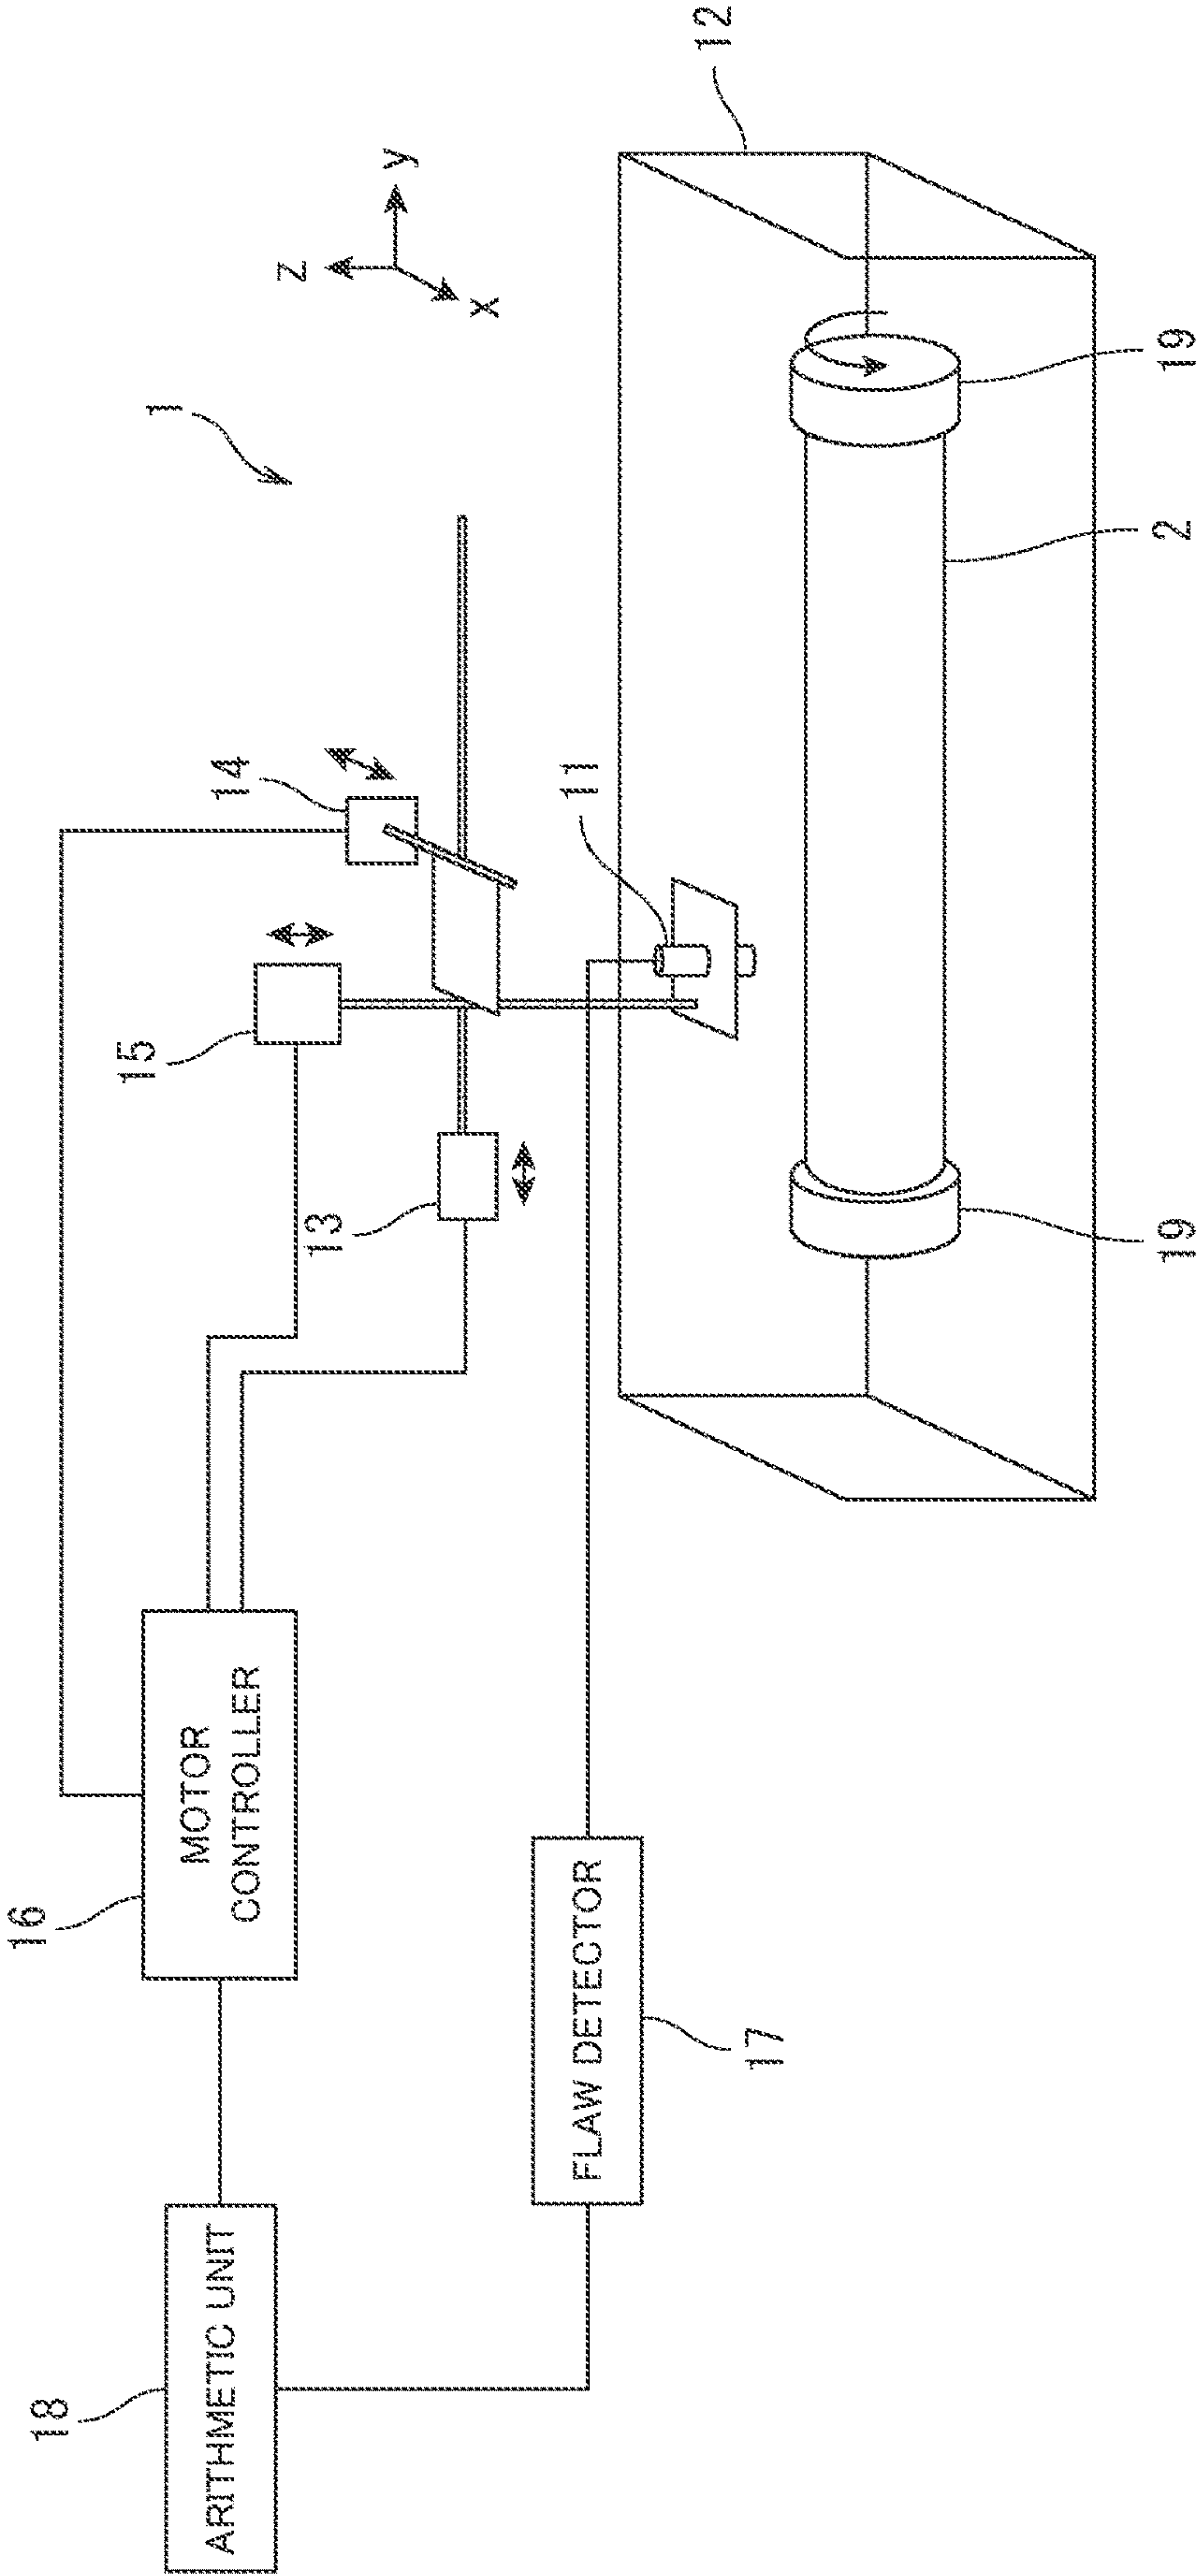 16
18
15
1
MOTOR
CONTROLLER
ARITHMETIC UNIT
14
z
13
y
x
FLAW DETECTOR
11
12
17
19
2
19